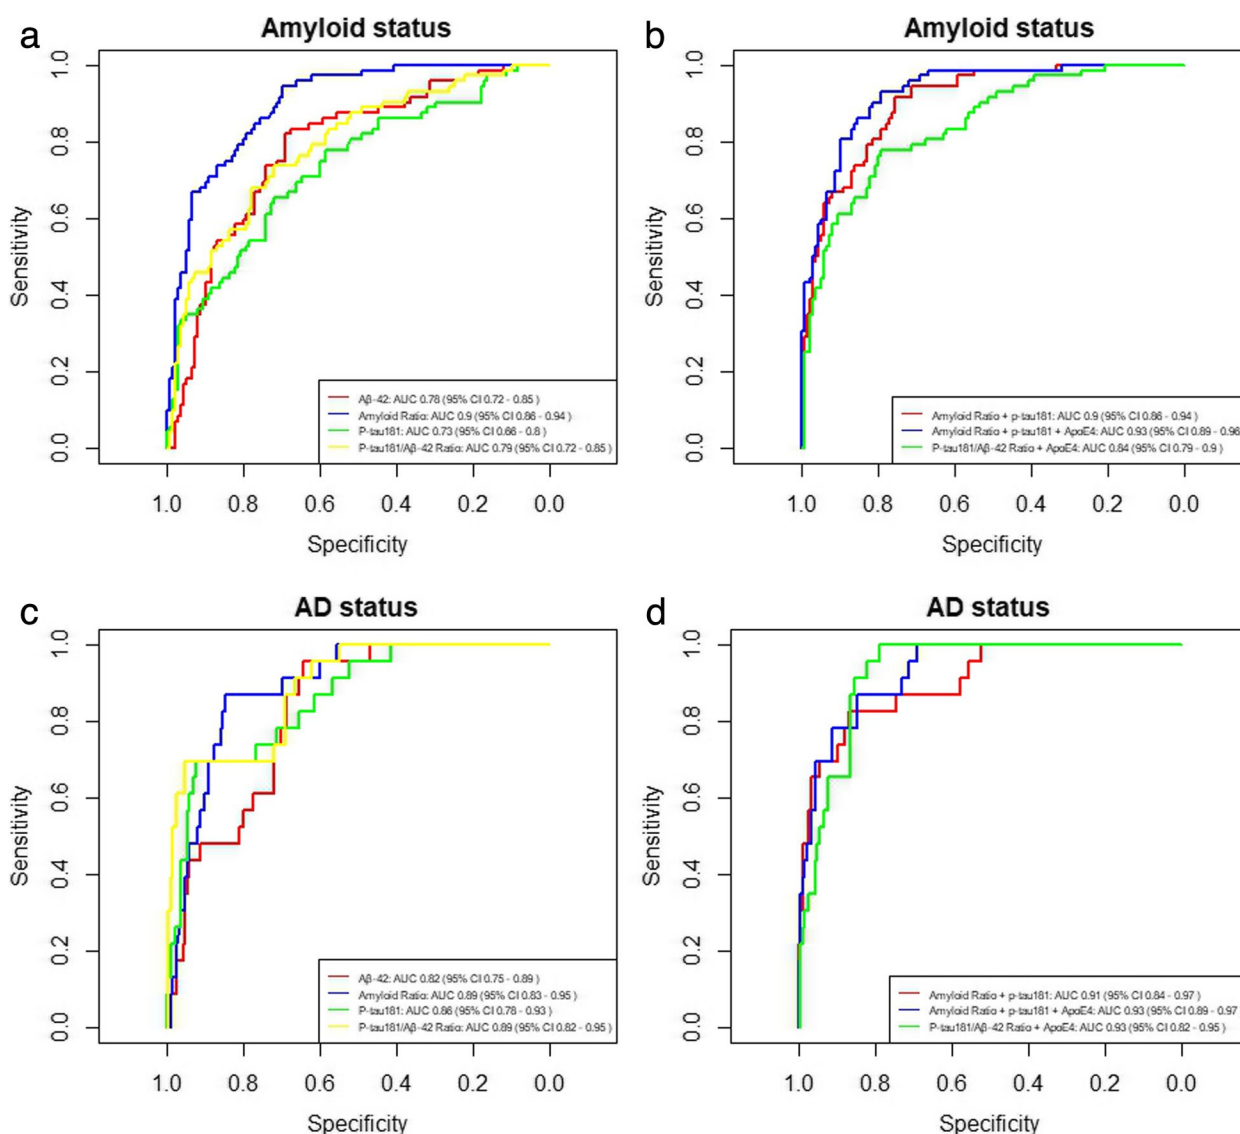 a
Amyloid status
Sensitivity
0.0 0.2 0.4 0.6 0.8 1.0
Aβ-42: AUC 0.78 (95% CI 0.72 - 0.85 )
Amyloid Ratio: AUC 0.9 (95% CI 0.86 - 0.94 )
P-tau181: AUC 0.73 (95% CI 0.66 - 0.8 )
P-tau181/Aβ-42 Ratio: AUC 0.79 (95% CI 0.72 - 0.85 )
1.0 0.8 0.6 0.4 0.2 0.0
Specificity
b
Amyloid status
Sensitivity
0.0 0.2 0.4 0.6 0.8 1.0
Amyloid Ratio + p-tau181: AUC 0.9 (95% CI 0.86 - 0.94 )
Amyloid Ratio + p-tau181 + ApoE4: AUC 0.93 (95% CI 0.89 - 0.96
P-tau181/Aβ-42 Ratio + ApoE4: AUC 0.84 (95% CI 0.79 - 0.9 )
1.0 0.8 0.6 0.4 0.2 0.0
Specificity
c
AD status
Sensitivity
0.0 0.2 0.4 0.6 0.8 1.0
Aβ-42: AUC 0.82 (95% CI 0.75 - 0.89 )
Amyloid Ratio: AUC 0.89 (95% CI 0.83 - 0.95 )
P-tau181: AUC 0.86 (95% CI 0.78 - 0.93 )
P-tau181/Aβ-42 Ratio: AUC 0.89 (95% CI 0.82 - 0.95 )
1.0 0.8 0.6 0.4 0.2 0.0
Specificity
d
AD status
Sensitivity
0.0 0.2 0.4 0.6 0.8 1.0
Amyloid Ratio + p-tau181: AUC 0.91 (95% CI 0.84 - 0.97 )
Amyloid Ratio + p-tau181 + ApoE4: AUC 0.93 (95% CI 0.89 - 0.97
P-tau181/Aβ-42 Ratio + ApoE4: AUC 0.93 (95% CI 0.82 - 0.95 )
1.0 0.8 0.6 0.4 0.2 0.0
Specificity